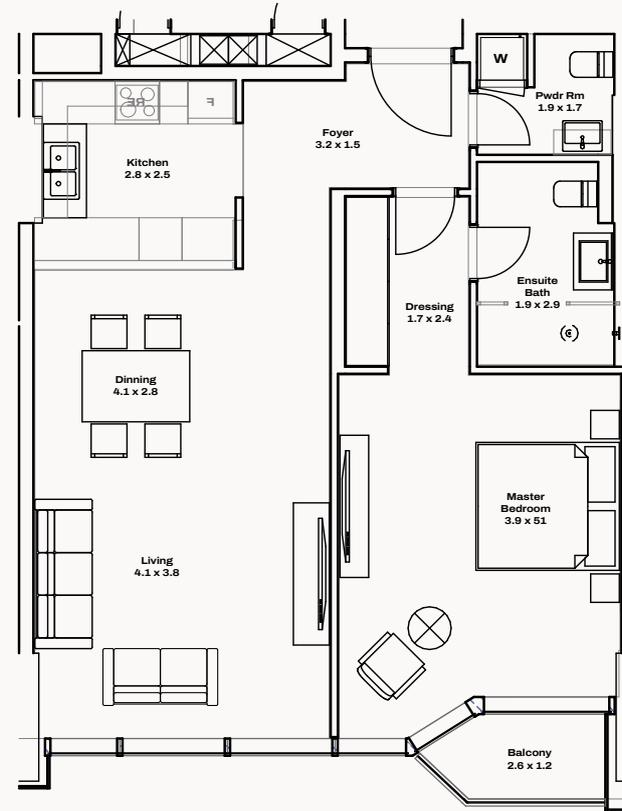 W
Pwdr Rm
1.9 x 1.7
RE
F
Foyer
3.2 x 1.5
Kitchen
2.8 x 2.5
Ensuite
Bath
1.9 x 2.9
Dressing
1.7 x 2.4
Dinning
4.1 x 2.8
Master
Bedroom
3.9 x 51
Living
4.1 x 3.8
Balcony
2.6 x 1.2